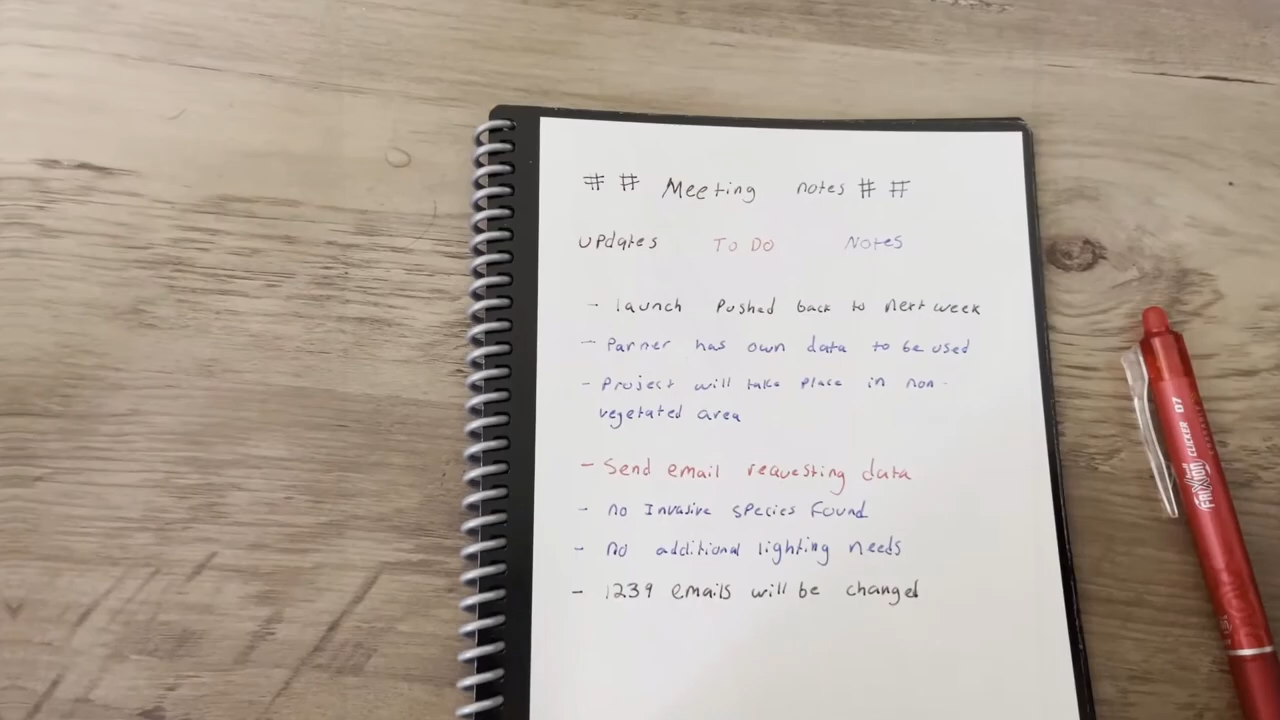 ## Meeting notes ##
updates To Do Notes
- launch Pushed back to next week
- Parner has own data to be used
- Project will take place in non-
vegetated area
- Send email requesting data
- no Invasive species Found
- no additional lighting needs
- 1239 emails will be changed
FRIXION ball CLICKER 07